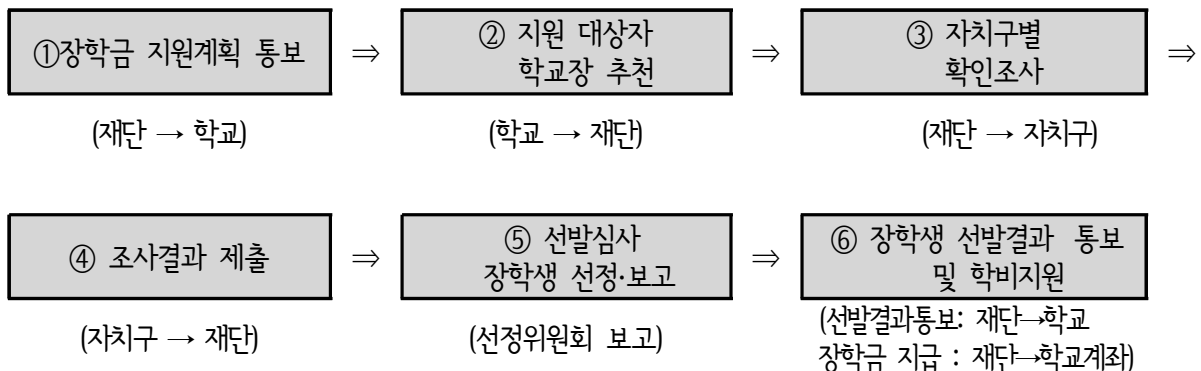 ①장학금 지원계획 통보 ⇒ ② 지원 대상자 ⇒ ③ 자치구별 ⇒
학교장 추천 확인조사
(재단 → 학교) (학교 → 재단) (재단 → 자치구)
④ 조사결과 제출 ⇒ ⑤ 선발심사 ⇒ ⑥ 장학생 선발결과 통보
장학생 선정·보고 및 학비지원
(자치구 → 재단) (선정위원회 보고) (선발결과통보: 재단→학교
장학금 지급 : 재단→학교계좌)